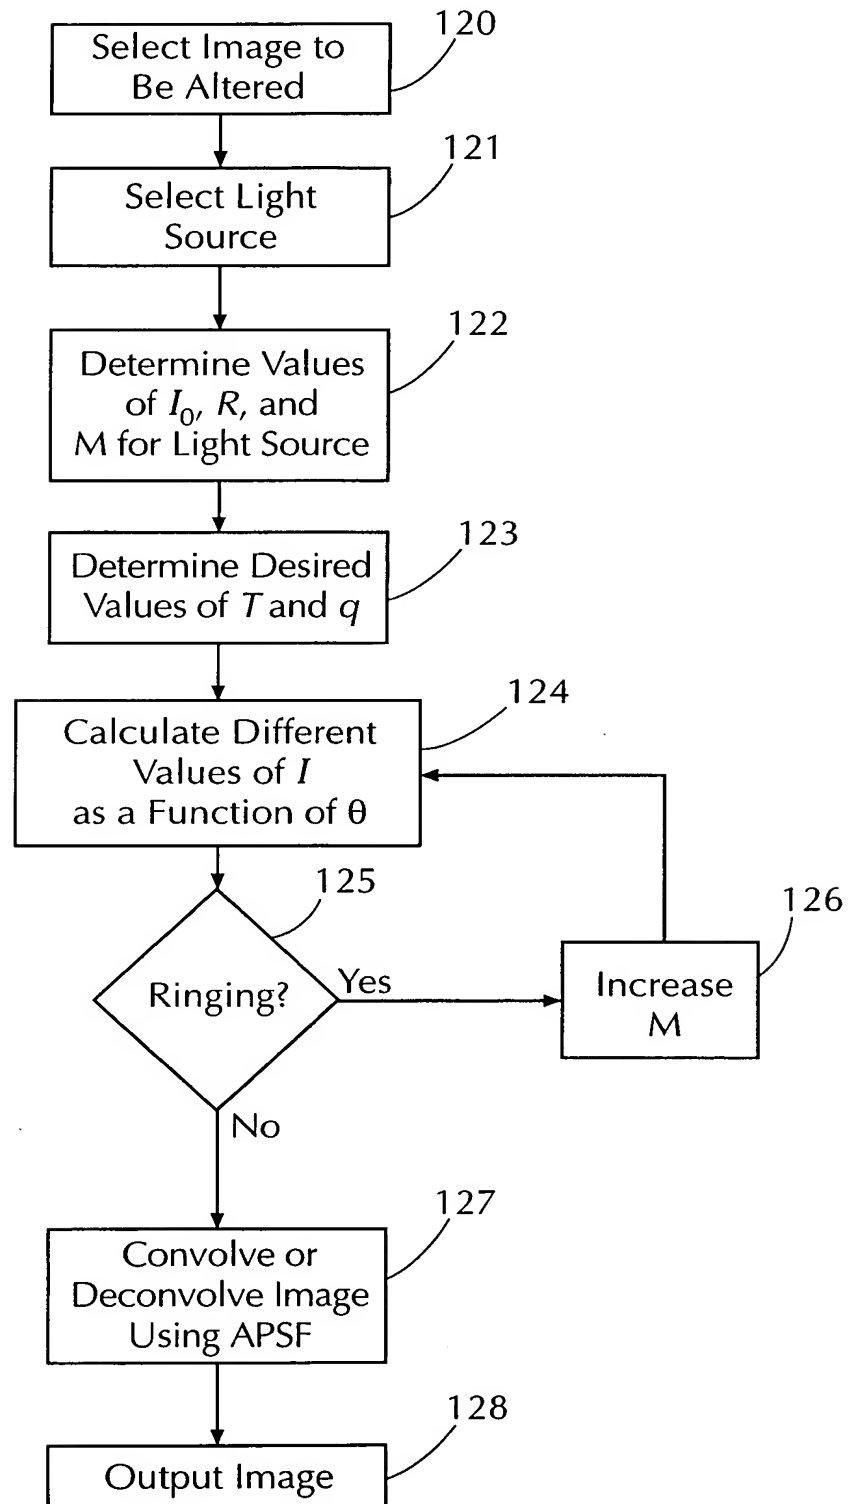 120
Select Image to
Be Altered
121
Select Light
Source
122
Determine Values
of I₀, R, and
M for Light Source
123
Determine Desired
Values of T and q
124
Calculate Different
Values of I
as a Function of θ
125
Ringing?
Yes
126
Increase
M
No
127
Convolve or
Deconvolve Image
Using APSF
128
Output Image